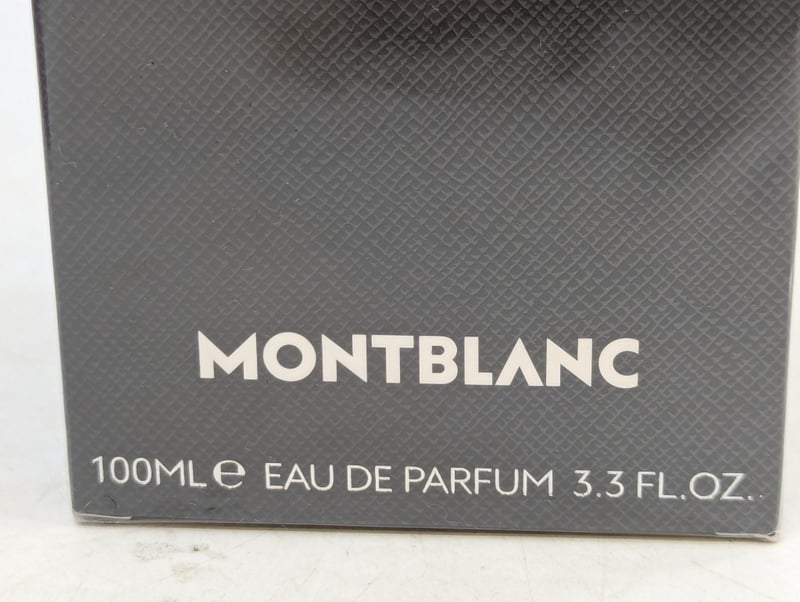 MONTBLANC
100ML ℮ EAU DE PARFUM 3.3 FL.OZ.